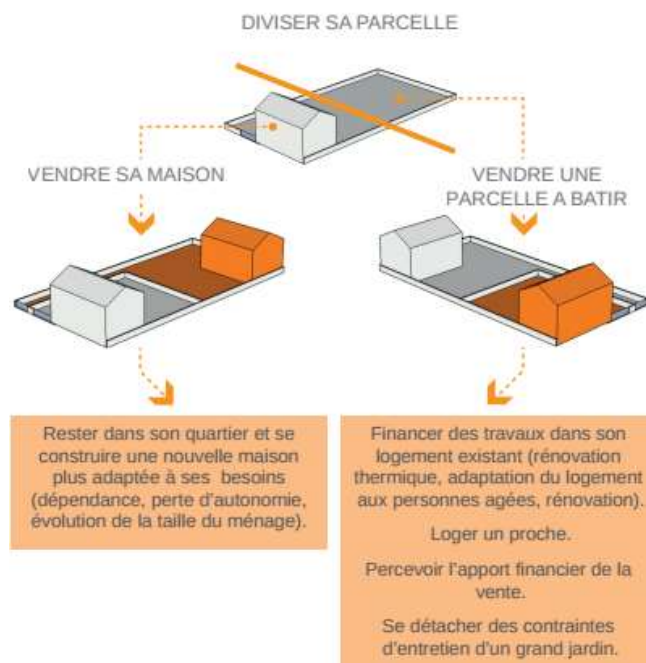 DIVISER SA PARCELLE
VENDRE SA MAISON
VENDRE UNE
PARCELLE A BATIR
Rester dans son quartier et se
construire une nouvelle maison
plus adaptée à ses besoins
(dépendance, perte d'autonomie,
évolution de la taille du ménage).
Financer des travaux dans son
logement existant (rénovation
thermique, adaptation du logement
aux personnes agées, rénovation).
Loger un proche.
Percevoir l'apport financier de la
vente.
Se détacher des contraintes
d'entretien d'un grand jardin.